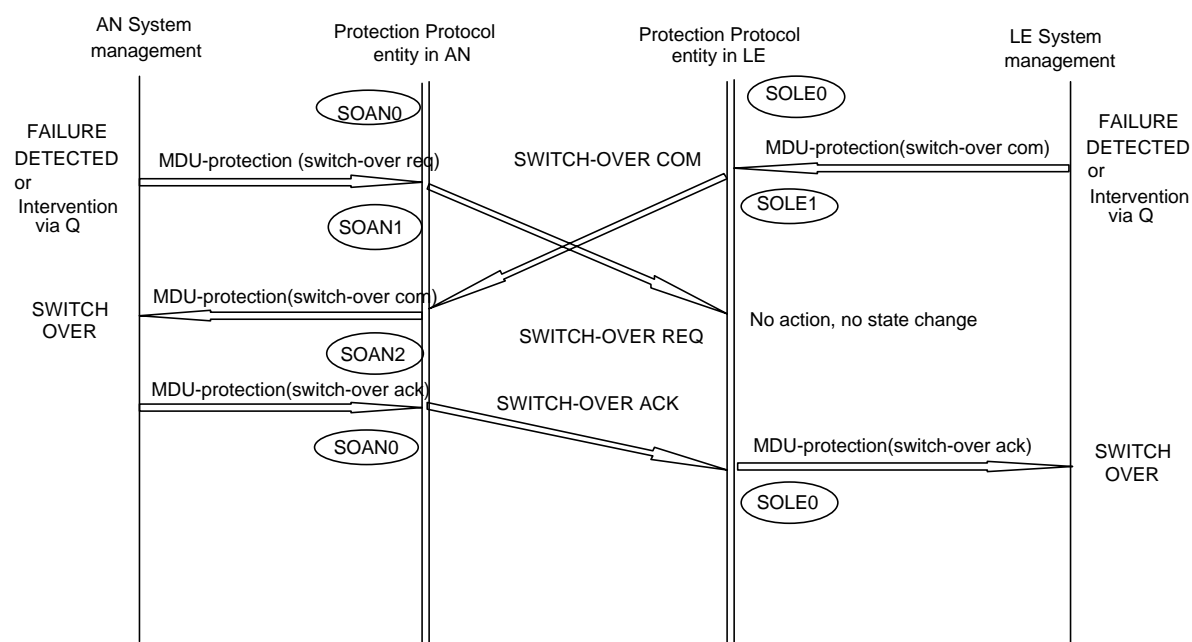 AN System
management
Protection Protocol
entity in AN
Protection Protocol
entity in LE
LE System
management
SOAN0
SOLE0
FAILURE
DETECTED
or
Intervention
via Q
MDU-protection (switch-over req)
SWITCH-OVER COM
MDU-protection(switch-over com)
FAILURE
DETECTED
or
Intervention
via Q
SOAN1
SOLE1
SWITCH
OVER
MDU-protection(switch-over com)
SWITCH-OVER REQ
No action, no state change
SOAN2
MDU-protection(switch-over ack)
SWITCH-OVER ACK
SOAN0
MDU-protection(switch-over ack)
SWITCH
OVER
SOLE0